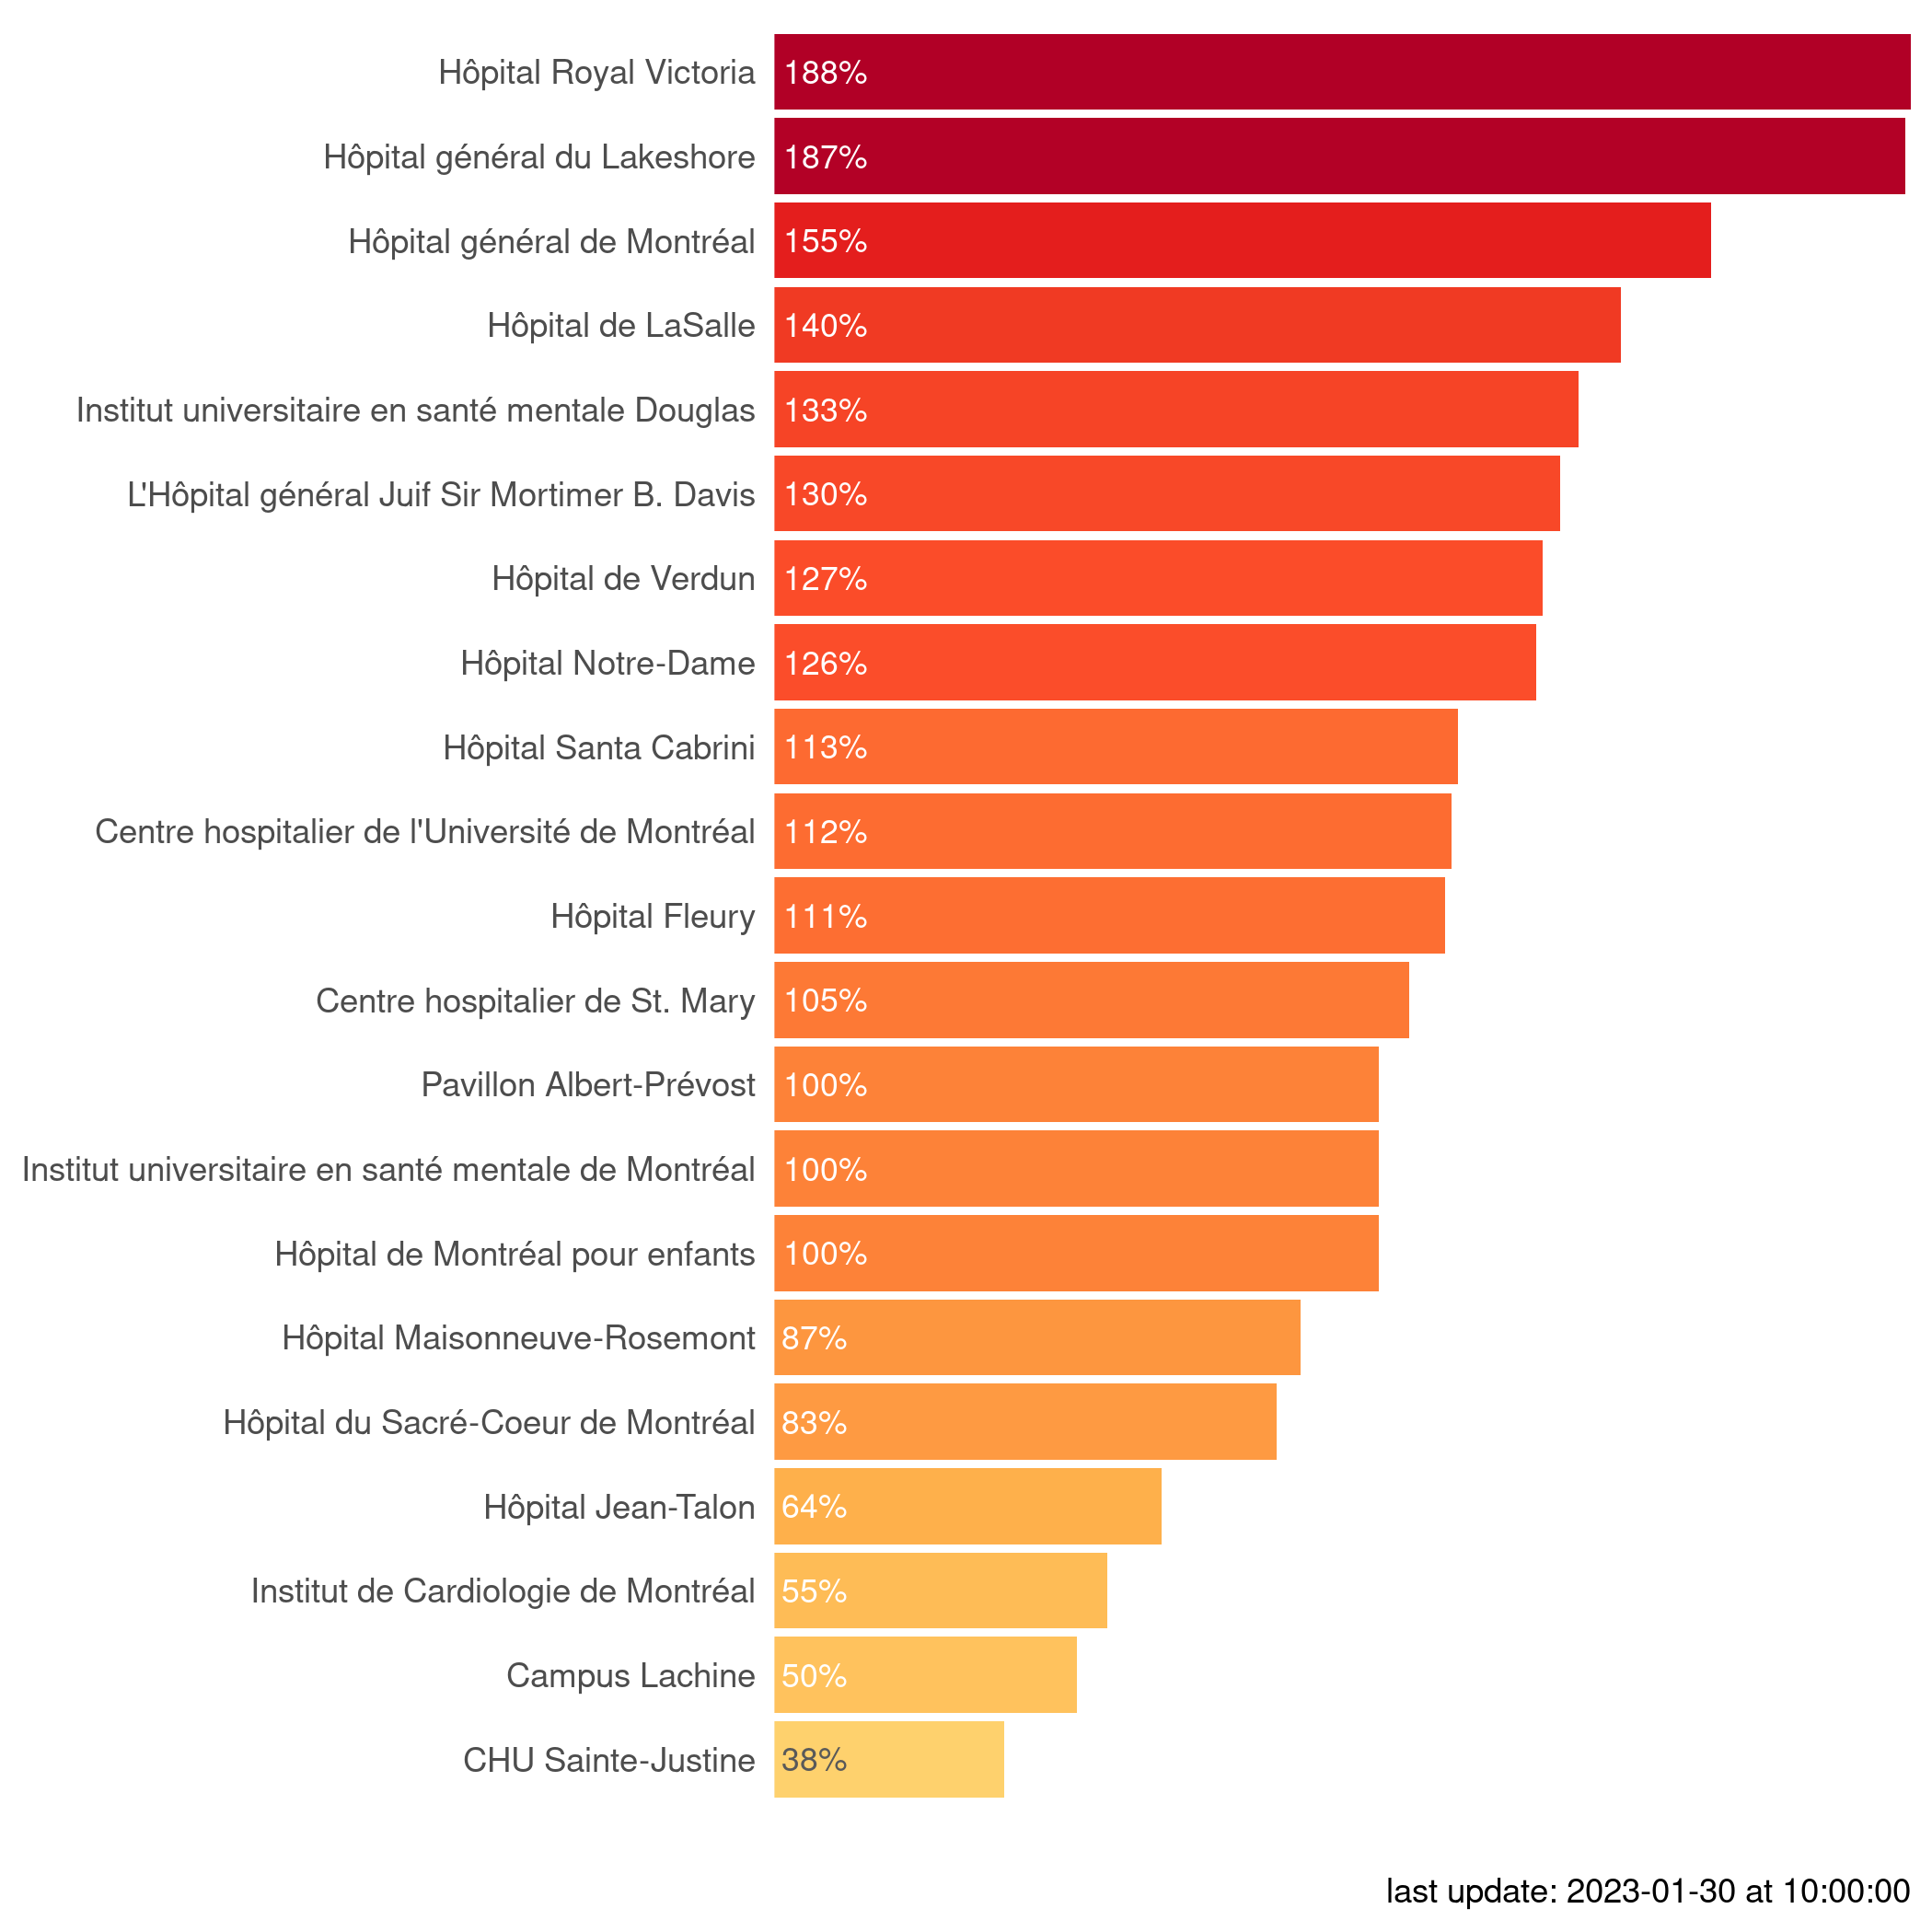 Hôpital Royal Victoria 188%
Hôpital général du Lakeshore 187%
Hôpital général de Montréal 155%
Hôpital de LaSalle 140%
Institut universitaire en santé mentale Douglas 133%
L'Hôpital général Juif Sir Mortimer B. Davis 130%
Hôpital de Verdun 127%
Hôpital Notre-Dame 126%
Hôpital Santa Cabrini 113%
Centre hospitalier de l'Université de Montréal 112%
Hôpital Fleury 111%
Centre hospitalier de St. Mary 105%
Pavillon Albert-Prévost 100%
Institut universitaire en santé mentale de Montréal 100%
Hôpital de Montréal pour enfants 100%
Hôpital Maisonneuve-Rosemont 87%
Hôpital du Sacré-Coeur de Montréal 83%
Hôpital Jean-Talon 64%
Institut de Cardiologie de Montréal 55%
Campus Lachine 50%
CHU Sainte-Justine 38%
last update: 2023-01-30 at 10:00:00